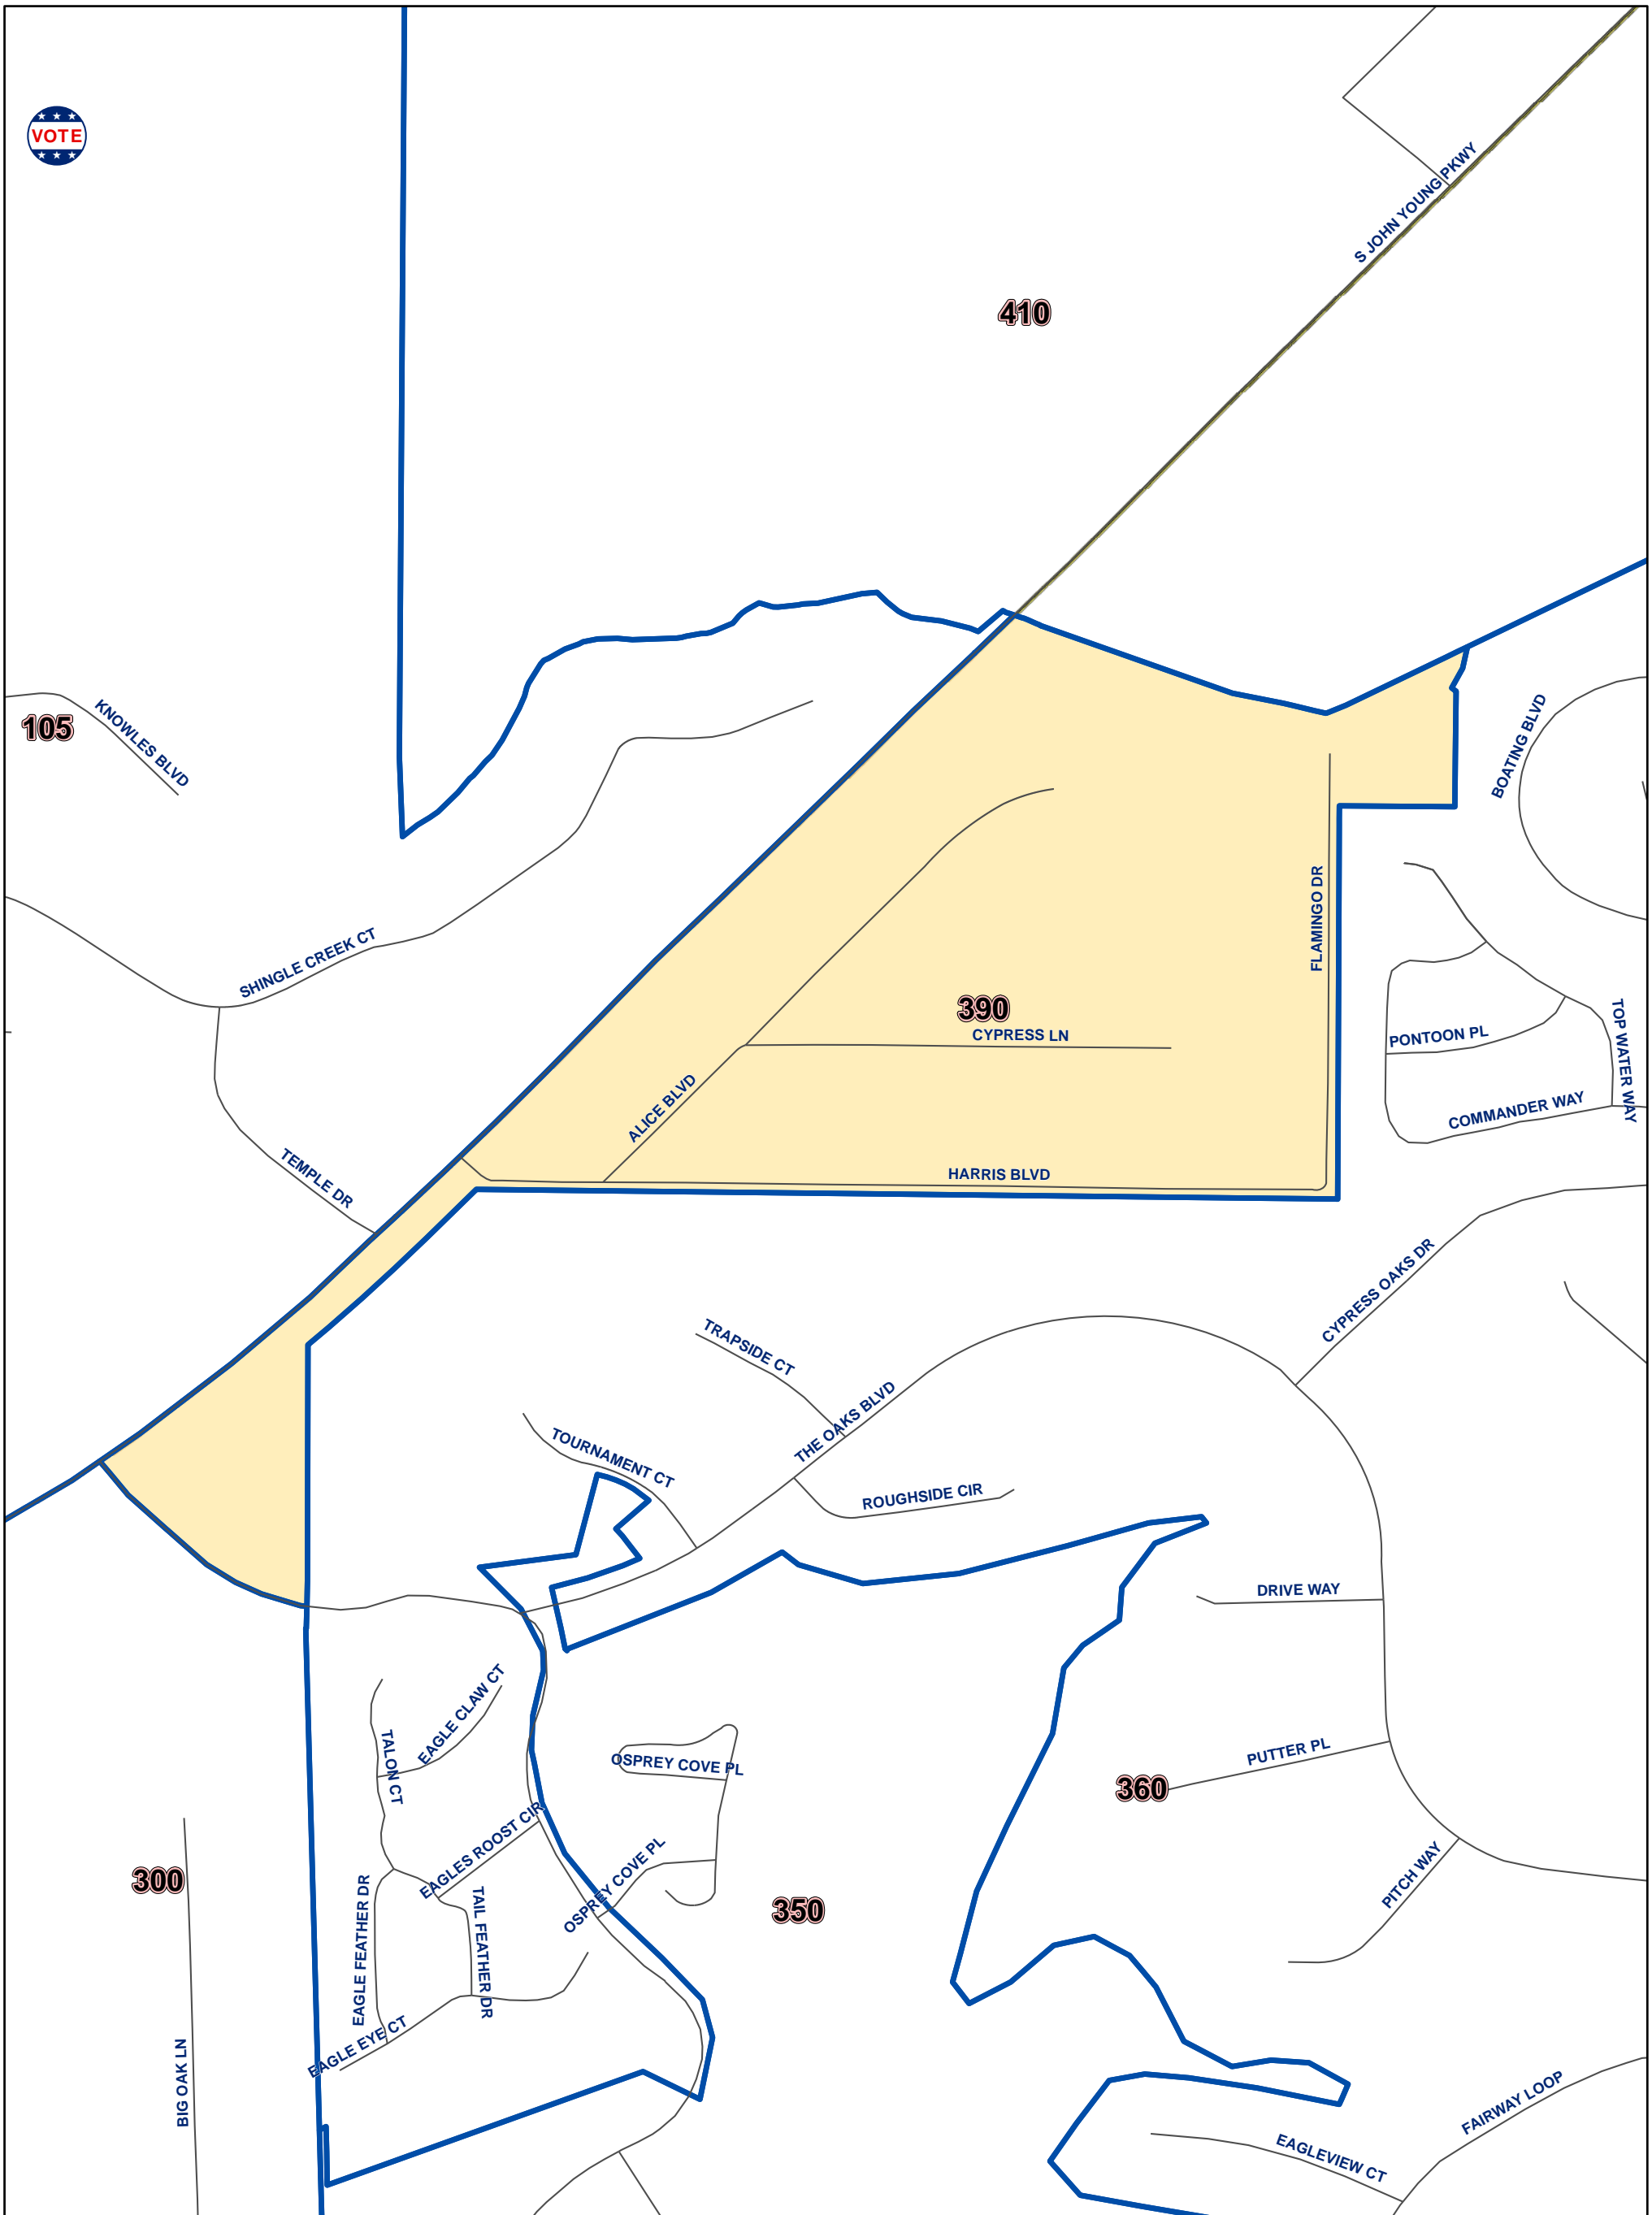 VOTE
S JOHN YOUNG PKWY
410
KNOWLES BLVD
105
BOATING BLVD
FLAMINGO DR
SHINGLE CREEK CT
390
CYPRESS LN
TOP WATER WAY
PONTOON PL
ALICE BLVD
COMMANDER WAY
HARRIS BLVD
TEMPLE DR
CYPRESS OAKS DR
TRAPSIDE CT
THE OAKS BLVD
TOURNAMENT CT
ROUGHSIDE CIR
DRIVE WAY
EAGLE CLAW CT
TALON CT
OSPREY COVE PL
PUTTER PL
360
EAGLES ROOST CIR
OSPREY COVE PL
PITCH WAY
300
350
EAGLE FEATHER DR
TAIL FEATHER DR
EAGLE EYE CT
BIG OAK LN
FAIRWAY LOOP
EAGLEVIEW CT